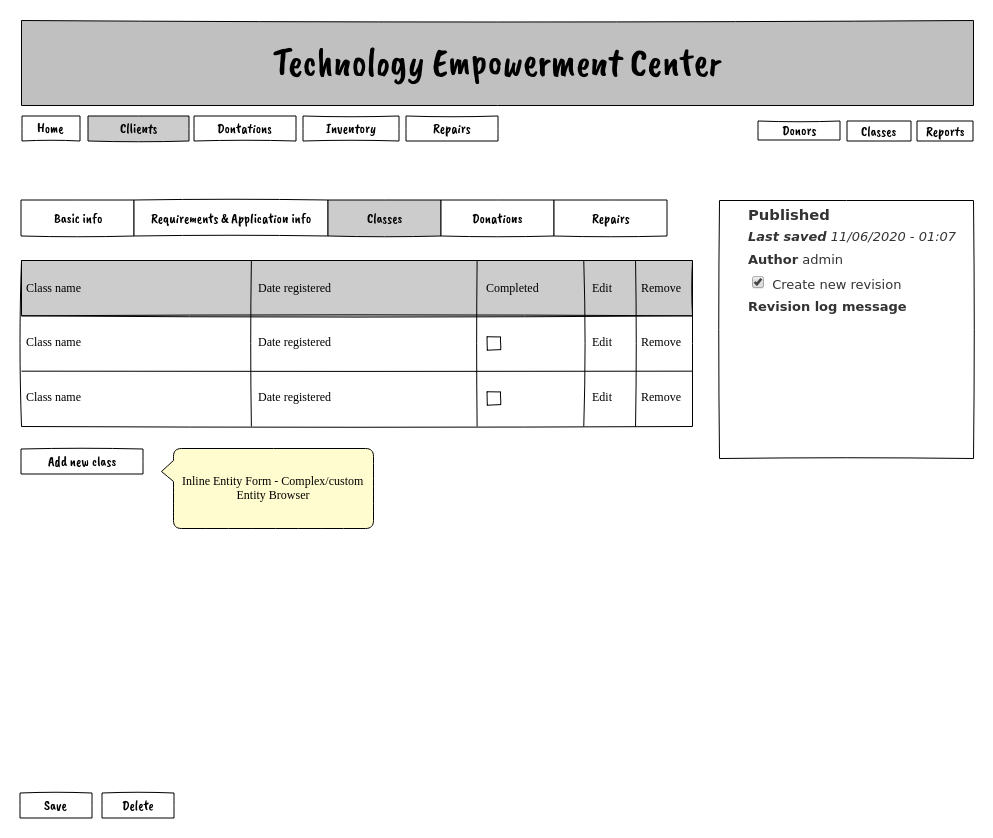 Technology Empowerment Center
Home Cllients Dontations Inventory Repairs Donors Classes Reports
Basic info Requirements & Application info Classes Donations Repairs
Published
Last saved 11/06/2020 - 01:07
Author admin
Create new revision
Revision log message
Class name Date registered Completed Edit Remove
Class name Date registered Edit Remove
Class name Date registered Edit Remove
Add new class
Inline Entity Form - Complex/custom
Entity Browser
Save Delete